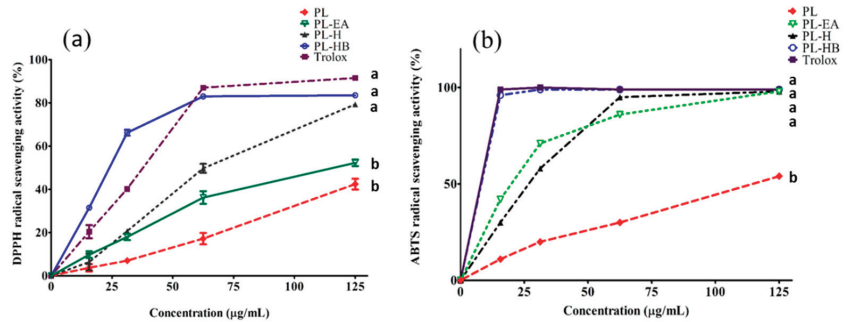 (a)
PL
PL-EA
PL-H
PL-HB
Trolox
DPPH radical scavenging activity (%)
100
80
60
40
20
0
a
a
a
b
b
0 25 50 75 100 125
Concentration (µg/mL)
(b)
PL
PL-EA
PL-H
PL-HB
Trolox
ABTS radical scavenging activity (%)
100
50
0
a
a
a
a
b
0 25 50 75 100 125
Concentration (µg/mL)